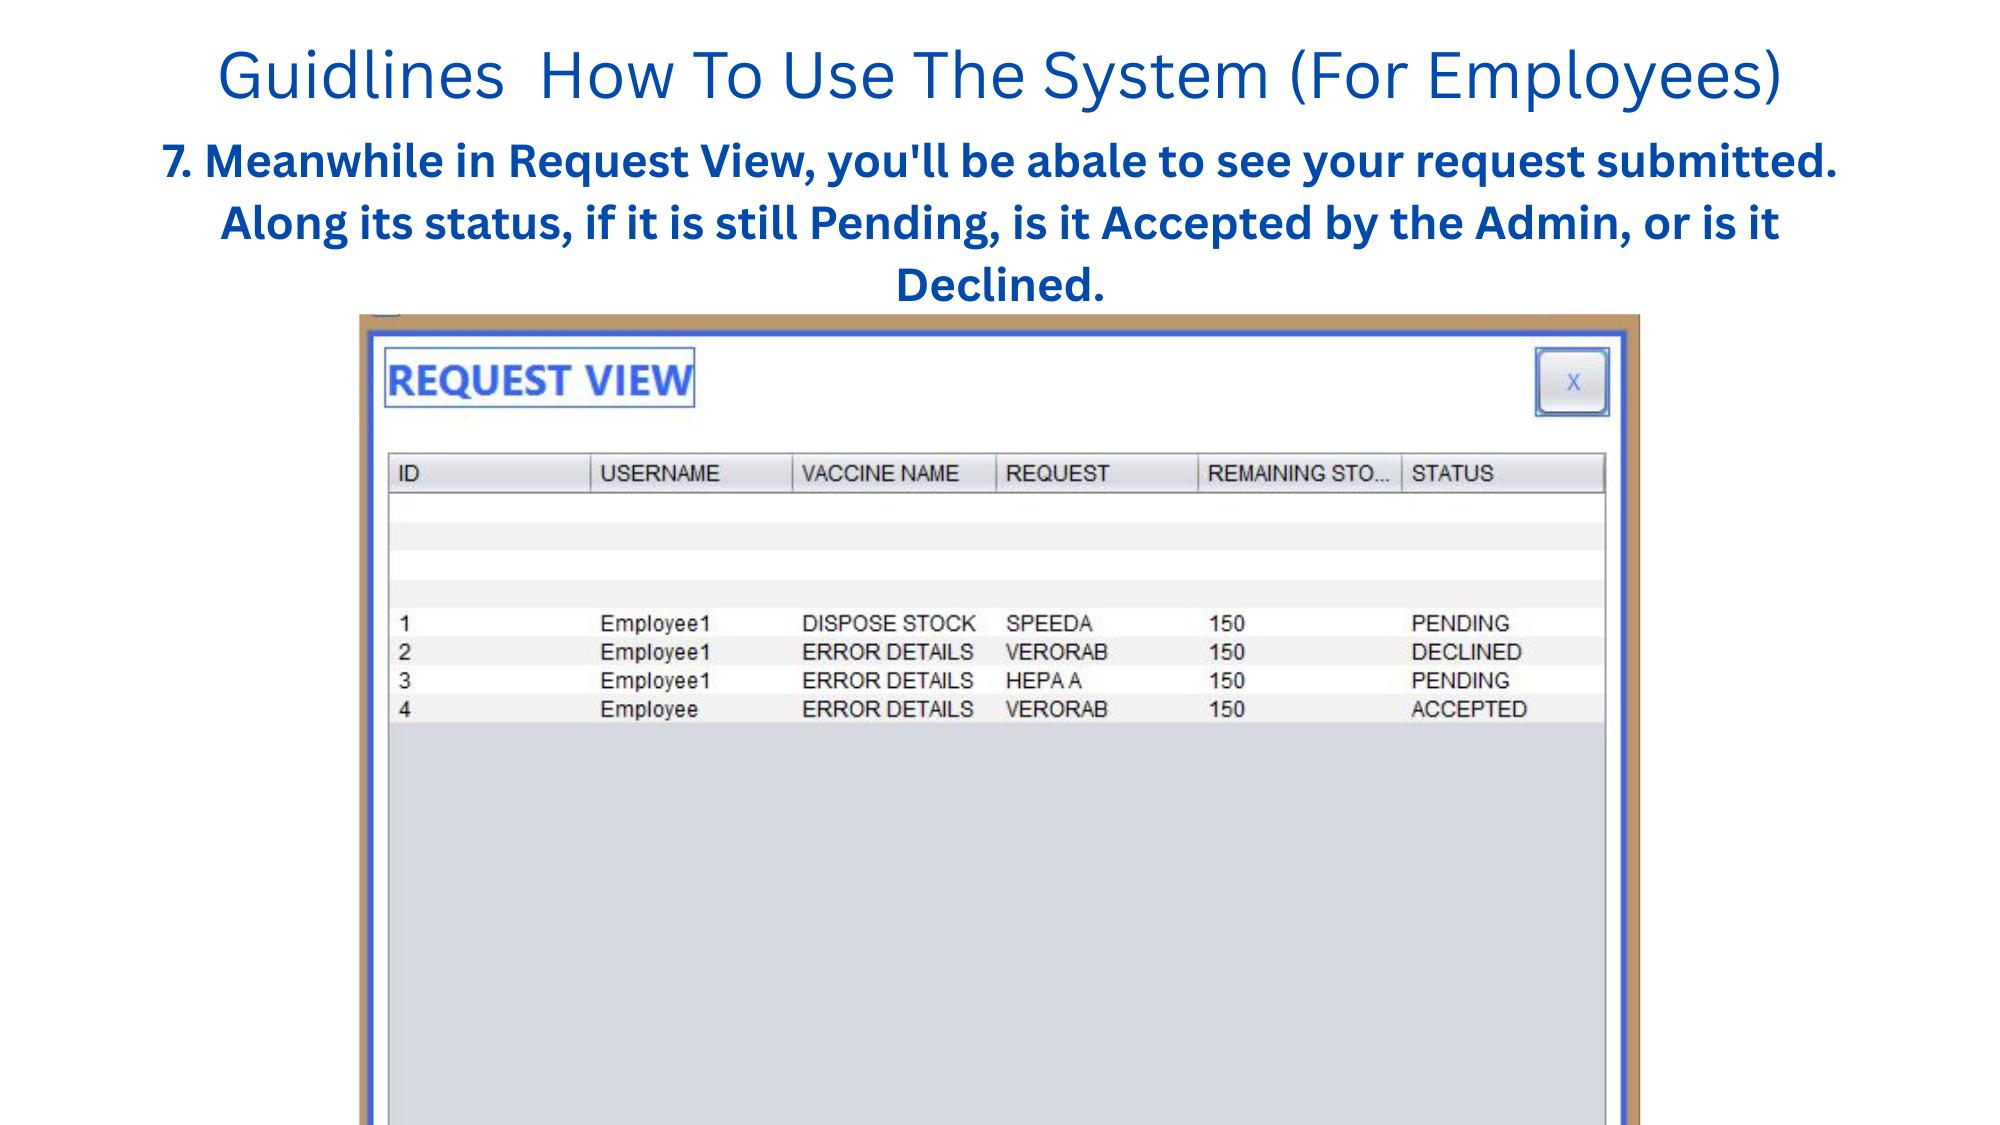 Guidlines  How To Use The System (For Employees)
7. Meanwhile in Request View, you'll be abale to see your request submitted.
Along its status, if it is still Pending, is it Accepted by the Admin, or is it
Declined.
REQUEST VIEW
X
ID USERNAME VACCINE NAME REQUEST REMAINING STO... STATUS
1 Employee1 DISPOSE STOCK SPEEDA 150 PENDING
2 Employee1 ERROR DETAILS VERORAB 150 DECLINED
3 Employee1 ERROR DETAILS HEPA A 150 PENDING
4 Employee ERROR DETAILS VERORAB 150 ACCEPTED